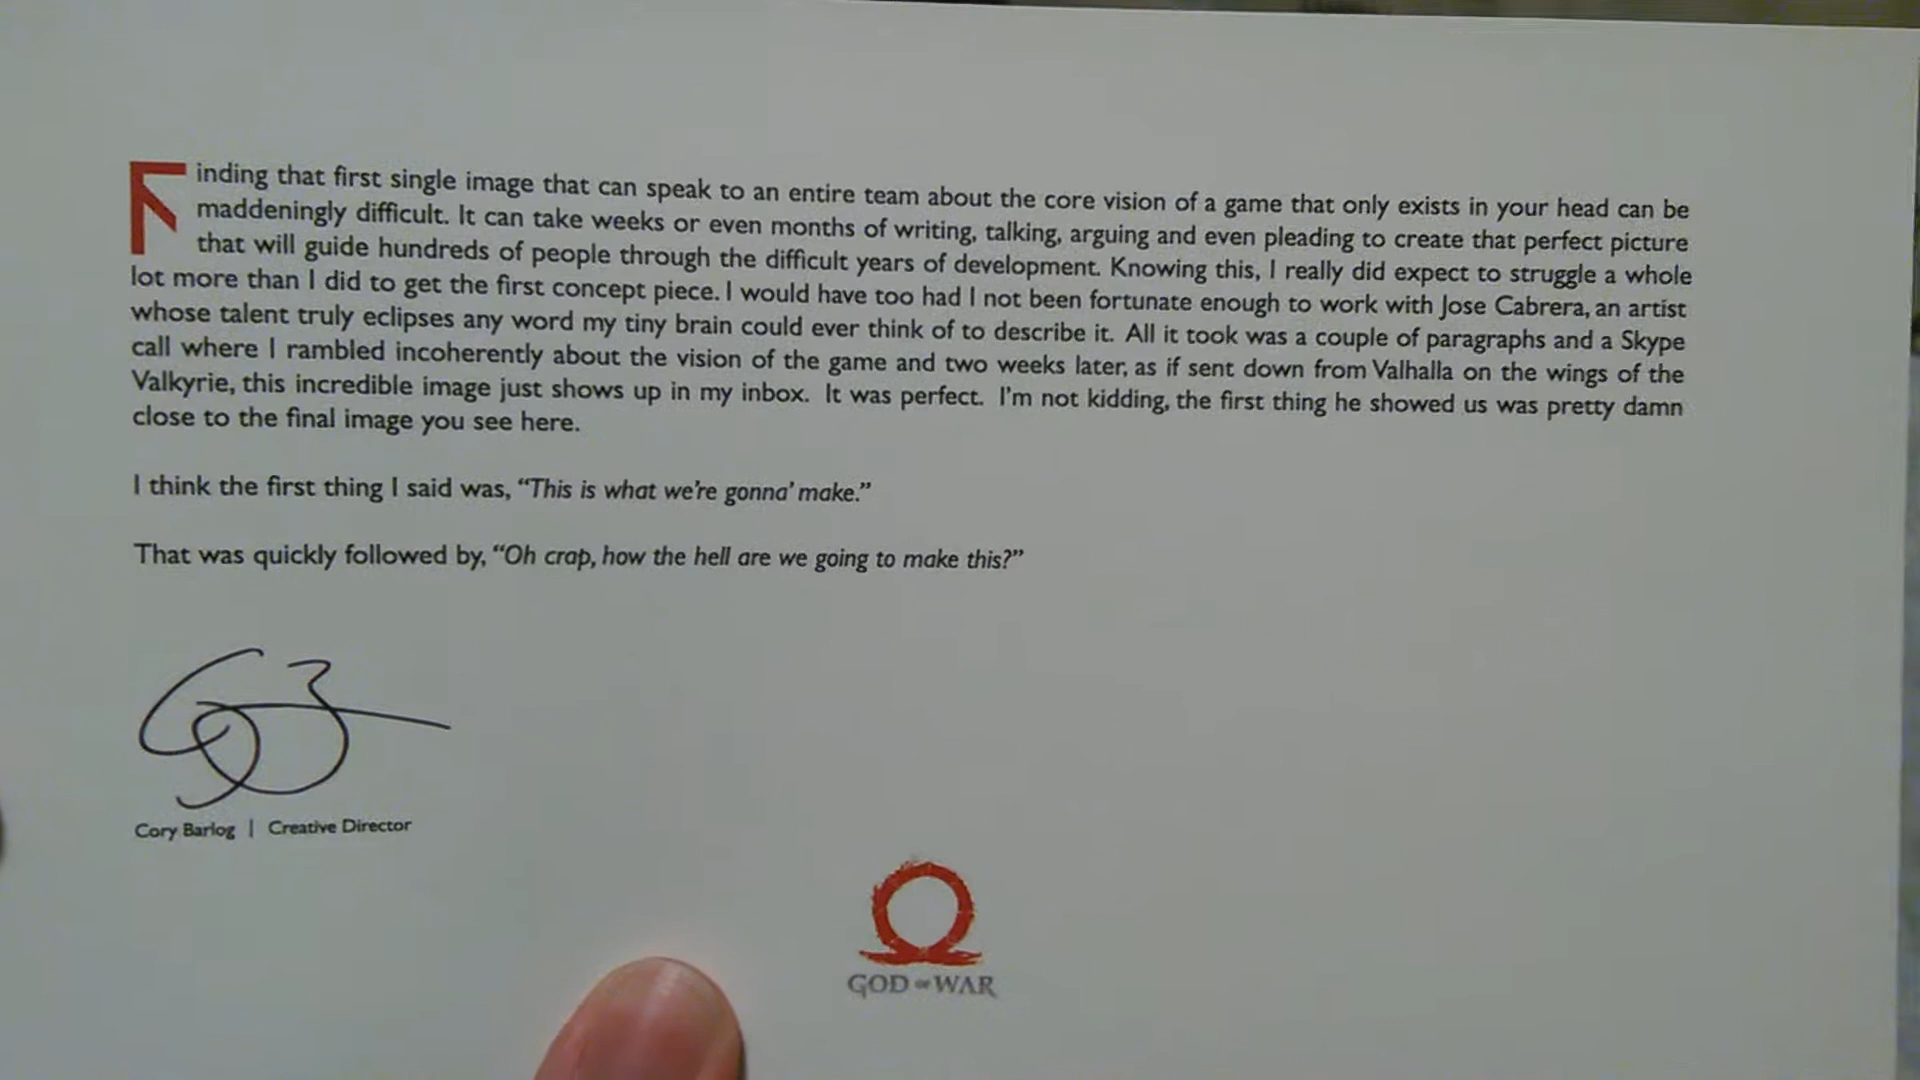 Finding that first single image that can speak to an entire team about the core vision of a game that only exists in your head can be
maddeningly difficult. It can take weeks or even months of writing, talking, arguing and even pleading to create that perfect picture
that will guide hundreds of people through the difficult years of development. Knowing this, I really did expect to struggle a whole
lot more than I did to get the first concept piece. I would have too had I not been fortunate enough to work with Jose Cabrera, an artist
whose talent truly eclipses any word my tiny brain could ever think of to describe it. All it took was a couple of paragraphs and a Skype
call where I rambled incoherently about the vision of the game and two weeks later, as if sent down from Valhalla on the wings of the
Valkyrie, this incredible image just shows up in my inbox. It was perfect. I'm not kidding, the first thing he showed us was pretty damn
close to the final image you see here.
I think the first thing I said was, “This is what we're gonna' make.”
That was quickly followed by, “Oh crap, how the hell are we going to make this?”
Cory Barlog | Creative Director
GOD OF WAR